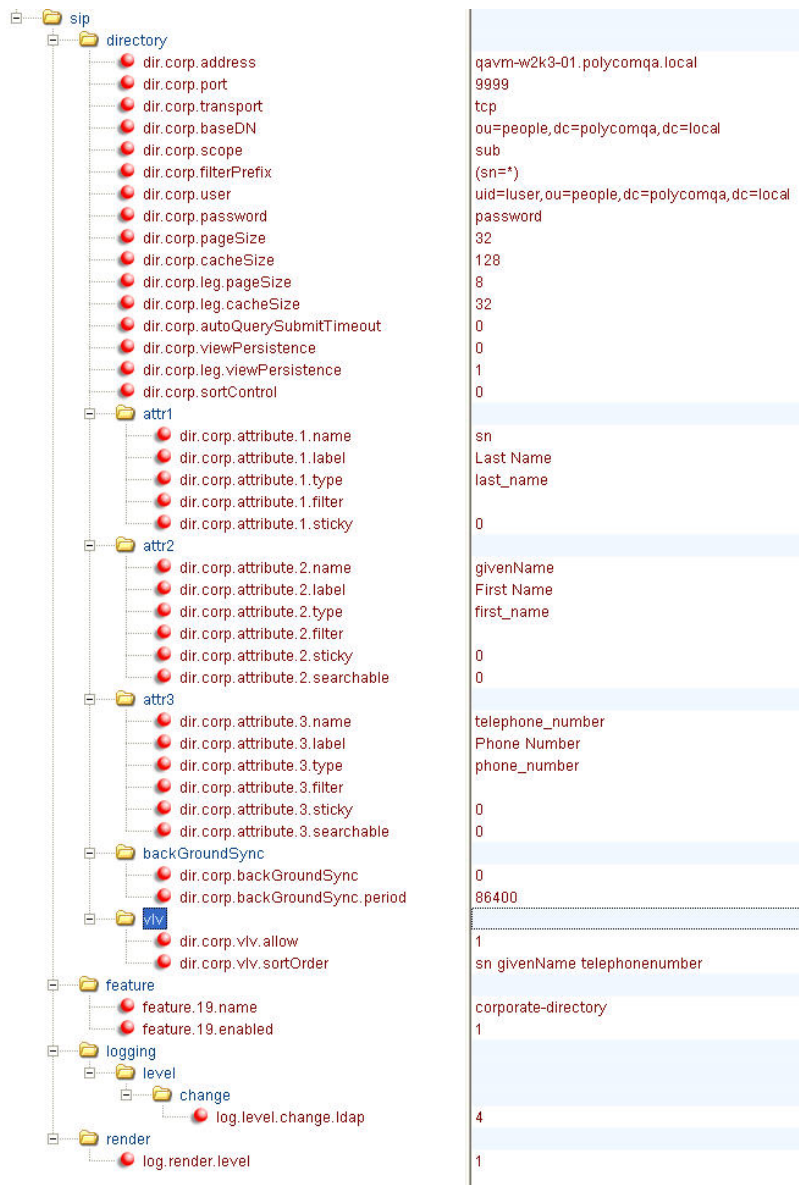 sip
directory
dir.corp.address qavm-w2k3-01.polycomqa.local
dir.corp.port 9999
dir.corp.transport tcp
dir.corp.baseDN ou=people,dc=polycomqa,dc=local
dir.corp.scope sub
dir.corp.filterPrefix (sn=*)
dir.corp.user uid=luser,ou=people,dc=polycomqa,dc=local
dir.corp.password password
dir.corp.pageSize 32
dir.corp.cacheSize 128
dir.corp.leg.pageSize 8
dir.corp.leg.cacheSize 32
dir.corp.autoQuerySubmitTimeout 0
dir.corp.viewPersistence 0
dir.corp.leg.viewPersistence 1
dir.corp.sortControl 0
attr1
dir.corp.attribute.1.name sn
dir.corp.attribute.1.label Last Name
dir.corp.attribute.1.type last_name
dir.corp.attribute.1.filter
dir.corp.attribute.1.sticky 0
attr2
dir.corp.attribute.2.name givenName
dir.corp.attribute.2.label First Name
dir.corp.attribute.2.type first_name
dir.corp.attribute.2.filter
dir.corp.attribute.2.sticky 0
dir.corp.attribute.2.searchable 0
attr3
dir.corp.attribute.3.name telephone_number
dir.corp.attribute.3.label Phone Number
dir.corp.attribute.3.type phone_number
dir.corp.attribute.3.filter
dir.corp.attribute.3.sticky 0
dir.corp.attribute.3.searchable 0
backGroundSync
dir.corp.backGroundSync 0
dir.corp.backGroundSync.period 86400
vlv
dir.corp.vlv.allow 1
dir.corp.vlv.sortOrder sn givenName telephonenumber
feature
feature.19.name corporate-directory
feature.19.enabled 1
logging
level
change
log.level.change.ldap 4
render
log.render.level 1